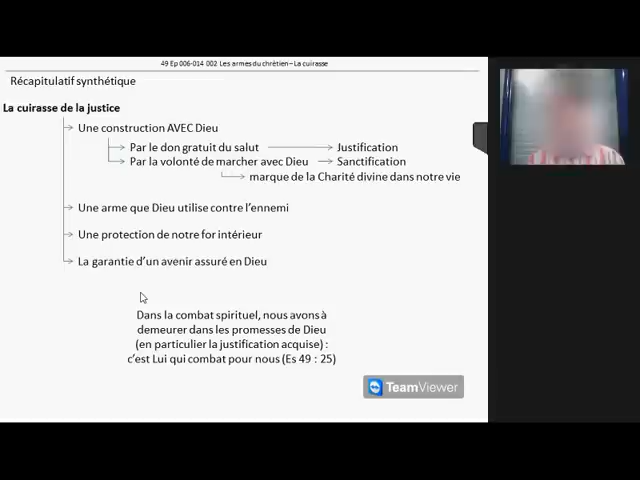 49 Ep 006-014 002 Les armes du chrétien – La cuirasse
Récapitulatif synthétique
La cuirasse de la justice
Une construction AVEC Dieu
Par le don gratuit du salut Justification
Par la volonté de marcher avec Dieu Sanctification
marque de la Charité divine dans notre vie
Une arme que Dieu utilise contre l'ennemi
Une protection de notre for intérieur
La garantie d'un avenir assuré en Dieu
Dans la combat spirituel, nous avons à
demeurer dans les promesses de Dieu
(en particulier la justification acquise) :
c'est Lui qui combat pour nous (Es 49 : 25)
TeamViewer